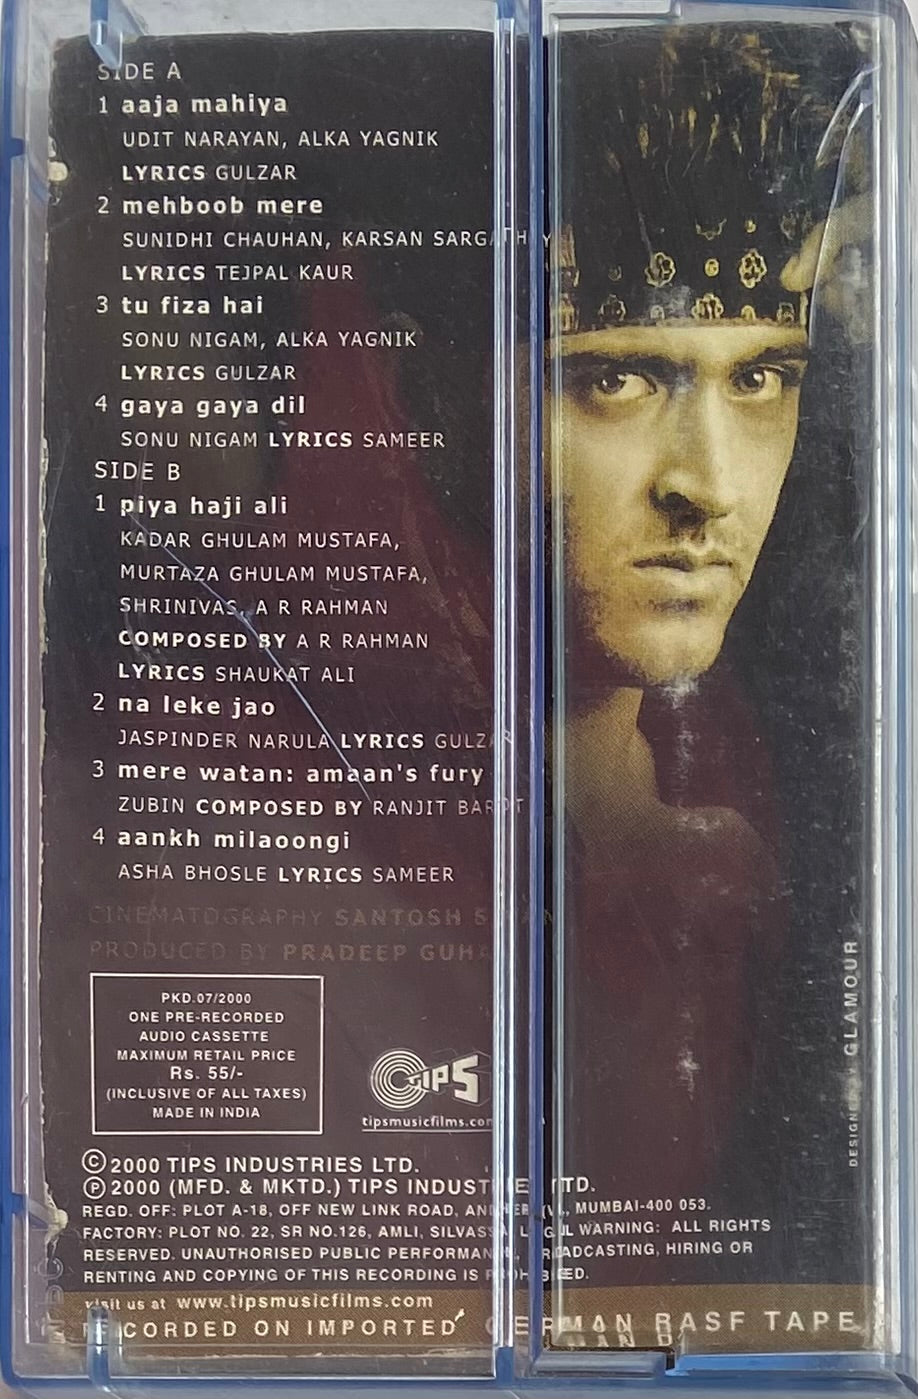 SIDE A
1 aaja mahiya
UDIT NARAYAN, ALKA YAGNIK
LYRICS GULZAR
2 mehboob mere
SUNIDHI CHAUHAN, KARSAN SARGATHIYA
LYRICS TEJPAL KAUR
3 tu fiza hai
SONU NIGAM, ALKA YAGNIK
LYRICS GULZAR
4 gaya gaya dil
SONU NIGAM LYRICS SAMEER
SIDE B
1 piya haji ali
KADAR GHULAM MUSTAFA,
MURTAZA GHULAM MUSTAFA,
SHRINIVAS, A R RAHMAN
COMPOSED BY A R RAHMAN
LYRICS SHAUKAT ALI
2 na leke jao
JASPINDER NARULA LYRICS GULZAR
3 mere watan: amaan's fury
ZUBIN COMPOSED BY RANJIT BAROT
4 aankh milaoongi
ASHA BHOSLE LYRICS SAMEER
CINEMATOGRAPHY SANTOSH SIVAN
PRODUCED BY PRADEEP GUHA
PKD.07/2000
ONE PRE-RECORDED
AUDIO CASSETTE
MAXIMUM RETAIL PRICE
Rs. 55/-
(INCLUSIVE OF ALL TAXES)
MADE IN INDIA
TIPS
tipsmusicfilms.com
© 2000 TIPS INDUSTRIES LTD.
℗ 2000 (MFD. & MKTD.) TIPS INDUSTRIES LTD.
REGD. OFF: PLOT A-18, OFF NEW LINK ROAD, ANDHERI (W), MUMBAI-400 053.
FACTORY: PLOT NO. 22, SR NO.126, AMLI, SILVASSA LEGAL WARNING: ALL RIGHTS
RESERVED. UNAUTHORISED PUBLIC PERFORMANCE, BROADCASTING, HIRING OR
RENTING AND COPYING OF THIS RECORDING IS PROHIBITED.
visit us at www.tipsmusicfilms.com
RECORDED ON IMPORTED GERMAN RASF TAPE
DESIGNED BY GLAMOUR